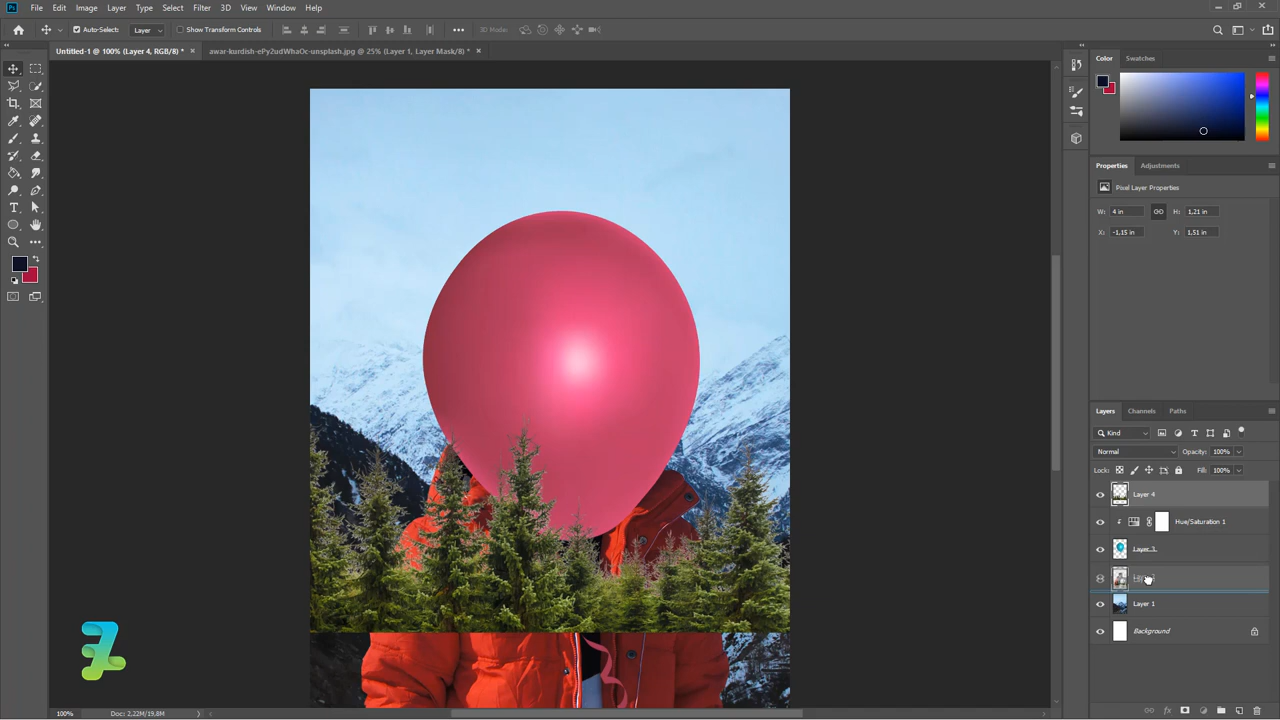 Ps File Edit Image Layer Type Select Filter 3D View Window Help
Auto-Select: Layer Show Transform Controls 3D Mode:
Untitled-1 @ 100% (Layer 4, RGB/8) * × awar-kurdish-ePy2udWhaOc-unsplash.jpg @ 25% (Layer 1, Layer Mask/8) * ×
Color Swatches
Properties Adjustments
Pixel Layer Properties
W: 4 in H: 1,21 in
X: -1,15 in Y: 1,51 in
Layers Channels Paths
Kind
Normal Opacity: 100%
Lock: Fill: 100%
Layer 4
Hue/Saturation 1
Layer 3
Layer 1
Background
100% Doc: 2,22M/19,8M